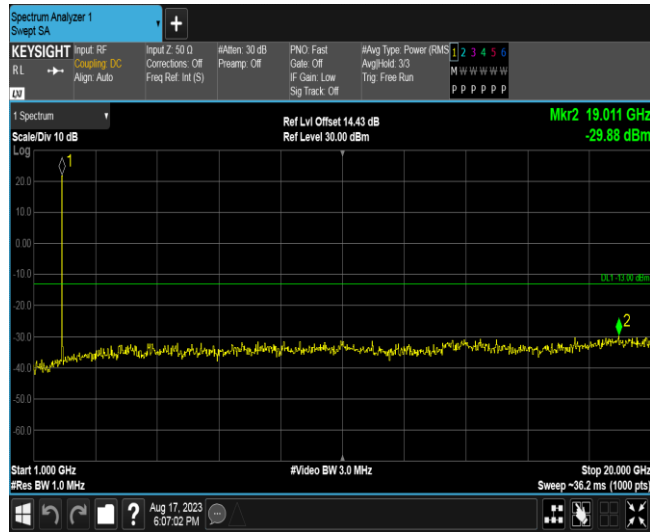 Spectrum Analyzer 1
Swept SA
+
KEYSIGHT
RL
LXI
Input: RF
Coupling: DC
Align: Auto
Input Z: 50 Ω
Corrections: Off
Freq Ref: Int (S)
#Atten: 30 dB
Preamp: Off
PNO: Fast
Gate: Off
IF Gain: Low
Sig Track: Off
#Avg Type: Power (RMS
Avg|Hold: 3/3
Trig: Free Run
1 2 3 4 5 6
M W W W W W
P P P P P P
1 Spectrum
Scale/Div 10 dB
Ref Lvl Offset 14.43 dB
Ref Level 30.00 dBm
Mkr2 19.011 GHz
-29.88 dBm
Log
1
20.0
10.0
0.00
-10.0
DL1 -13.00 dBm
-20.0
2
-30.0
-40.0
-50.0
-60.0
Start 1.000 GHz
#Res BW 1.0 MHz
#Video BW 3.0 MHz
Stop 20.000 GHz
Sweep ~36.2 ms (1000 pts)
?
Aug 17, 2023
6:07:02 PM